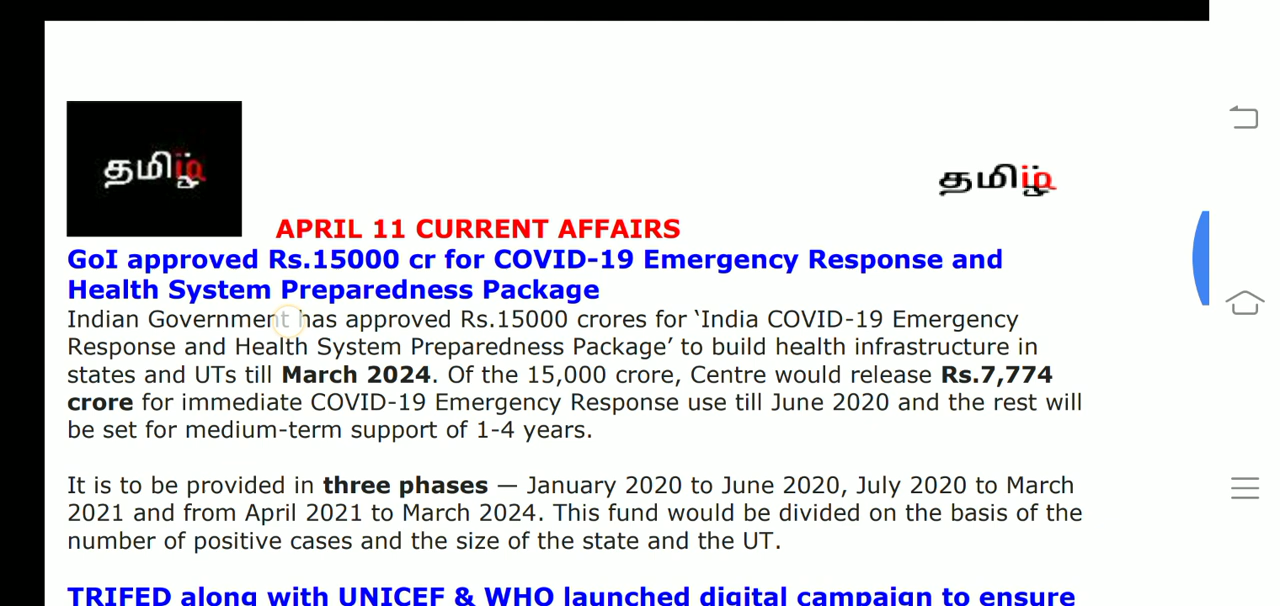 தமிழ்
தமிழ்
APRIL 11 CURRENT AFFAIRS
GoI approved Rs.15000 cr for COVID-19 Emergency Response and
Health System Preparedness Package
Indian Government has approved Rs.15000 crores for ‘India COVID-19 Emergency
Response and Health System Preparedness Package’ to build health infrastructure in
states and UTs till March 2024. Of the 15,000 crore, Centre would release Rs.7,774
crore for immediate COVID-19 Emergency Response use till June 2020 and the rest will
be set for medium-term support of 1-4 years.
It is to be provided in three phases — January 2020 to June 2020, July 2020 to March
2021 and from April 2021 to March 2024. This fund would be divided on the basis of the
number of positive cases and the size of the state and the UT.
TRIFED along with UNICEF & WHO launched digital campaign to ensure